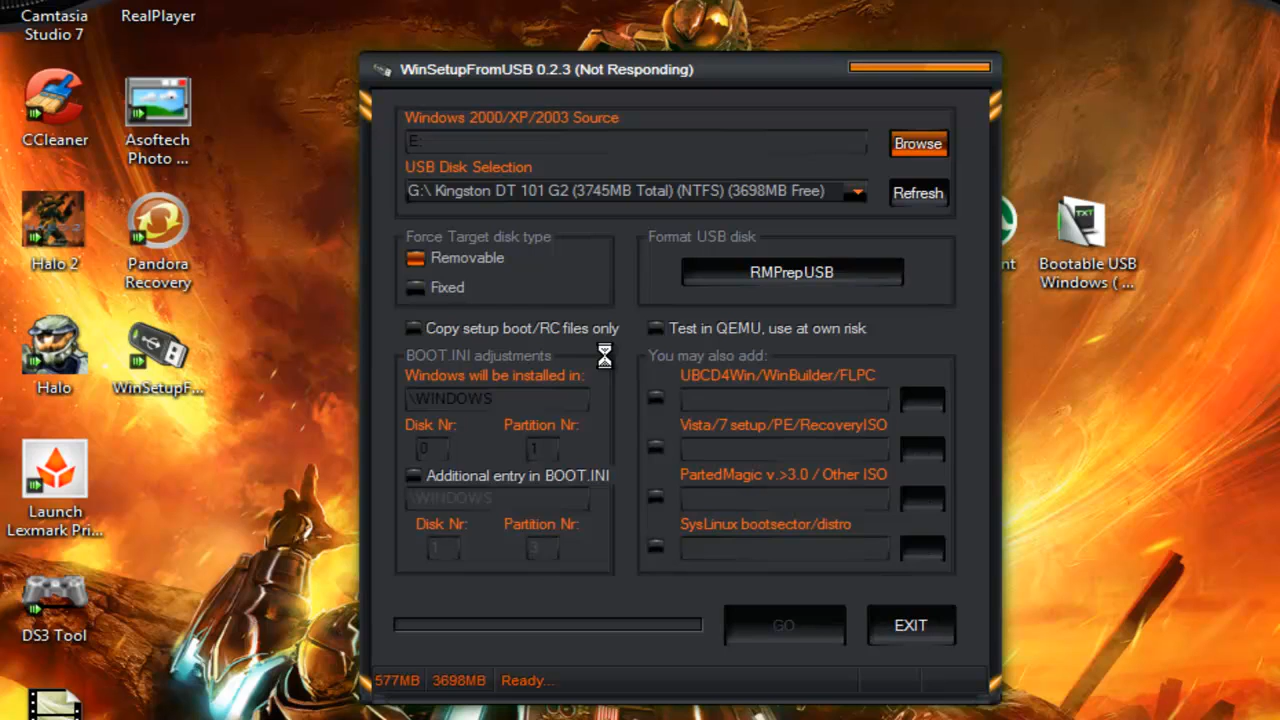 Camtasia
Studio 7
RealPlayer
CCleaner
Asoftech
Photo ...
Halo 2
Pandora
Recovery
Halo
WinSetupF...
Launch
Lexmark Pri...
DS3 Tool
WinSetupFromUSB 0.2.3 (Not Responding)
Windows 2000/XP/2003 Source
E:
Browse
USB Disk Selection
G:\ Kingston DT 101 G2 (3745MB Total) (NTFS) (3698MB Free)
Refresh
Force Target disk type
Removable
Fixed
Format USB disk
RMPrepUSB
Copy setup boot/RC files only
Test in QEMU, use at own risk
BOOT.INI adjustments
Windows will be installed in:
\WINDOWS
Disk Nr:
Partition Nr:
0
1
Additional entry in BOOT.INI
\WINDOWS
Disk Nr:
Partition Nr:
1
3
You may also add:
UBCD4Win/WinBuilder/FLPC
Vista/7 setup/PE/RecoveryISO
PartedMagic v.>3.0 / Other ISO
SysLinux bootsector/distro
GO
EXIT
577MB
3698MB
Ready...
nt
TXT
Bootable USB
Windows ( ...